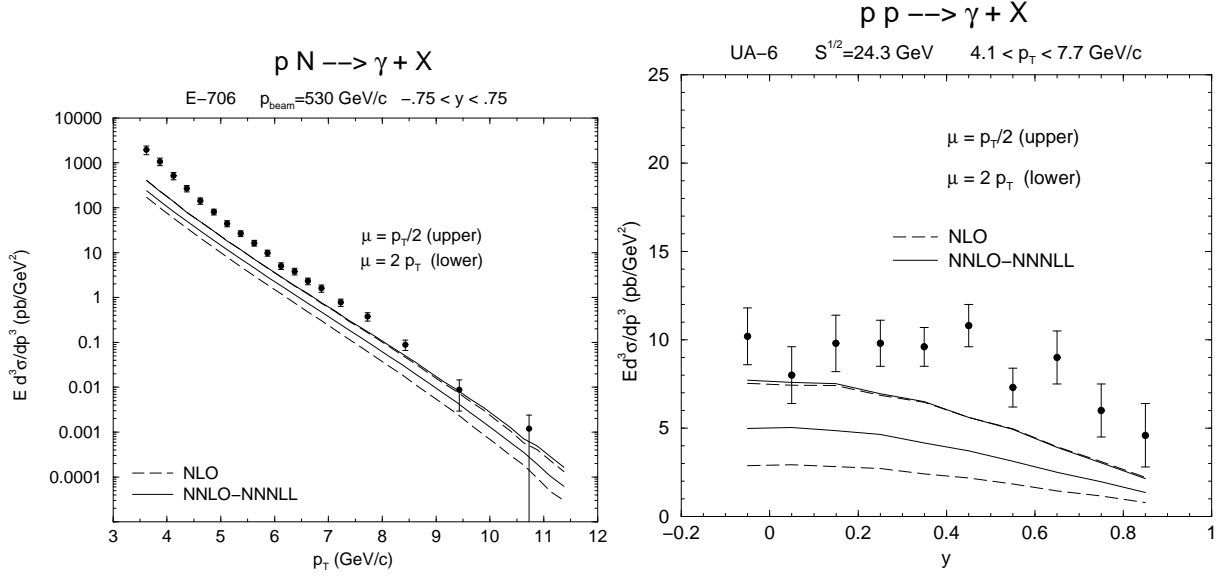 p N −−> γ + X
E−706 p_beam=530 GeV/c −.75 < y < .75
10000
1000
100
10
1
0.1
0.01
0.001
0.0001
E d³σ/dp³ (pb/GeV²)
μ = p_T/2 (upper)
μ = 2 p_T (lower)
NLO
NNLO−NNNLL
3 4 5 6 7 8 9 10 11 12
p_T (GeV/c)
p p −−> γ + X
UA−6 S^1/2=24.3 GeV 4.1 < p_T < 7.7 GeV/c
25
20
15
10
5
0
Ed³σ/dp³ (pb/GeV²)
μ = p_T/2 (upper)
μ = 2 p_T (lower)
NLO
NNLO−NNNLL
−0.2 0 0.2 0.4 0.6 0.8 1
y